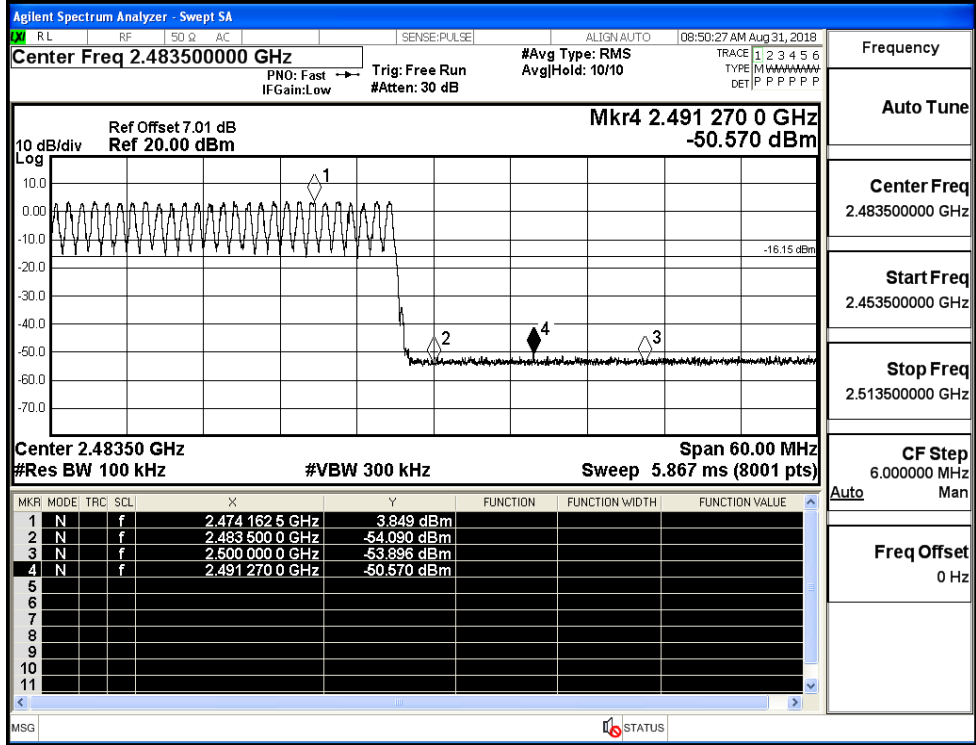 Agilent Spectrum Analyzer - Swept SA
LXI RL RF 50 Ω AC SENSE:PULSE ALIGN AUTO 08:50:27 AM Aug 31, 2018
Center Freq 2.483500000 GHz
PNO: Fast
IFGain:Low
Trig: Free Run
#Atten: 30 dB
#Avg Type: RMS
Avg|Hold: 10/10
TRACE 1 2 3 4 5 6
TYPE MWWWWW
DET P P P P P P
Frequency
Auto Tune
Center Freq
2.483500000 GHz
Start Freq
2.453500000 GHz
Stop Freq
2.513500000 GHz
CF Step
6.000000 MHz
Auto Man
Freq Offset
0 Hz
Mkr4 2.491 270 0 GHz
-50.570 dBm
Ref Offset 7.01 dB
10 dB/div Ref 20.00 dBm
Log
10.0
0.00
-10.0
-20.0
-30.0
-40.0
-50.0
-60.0
-70.0
1
-16.15 dBm
2
4
3
Center 2.48350 GHz Span 60.00 MHz
#Res BW 100 kHz #VBW 300 kHz Sweep 5.867 ms (8001 pts)
MKR MODE TRC SCL X Y FUNCTION FUNCTION WIDTH FUNCTION VALUE
1 N f 2.474 162 5 GHz 3.849 dBm
2 N f 2.483 500 0 GHz -54.090 dBm
3 N f 2.500 000 0 GHz -53.896 dBm
4 N f 2.491 270 0 GHz -50.570 dBm
5
6
7
8
9
10
11
MSG STATUS